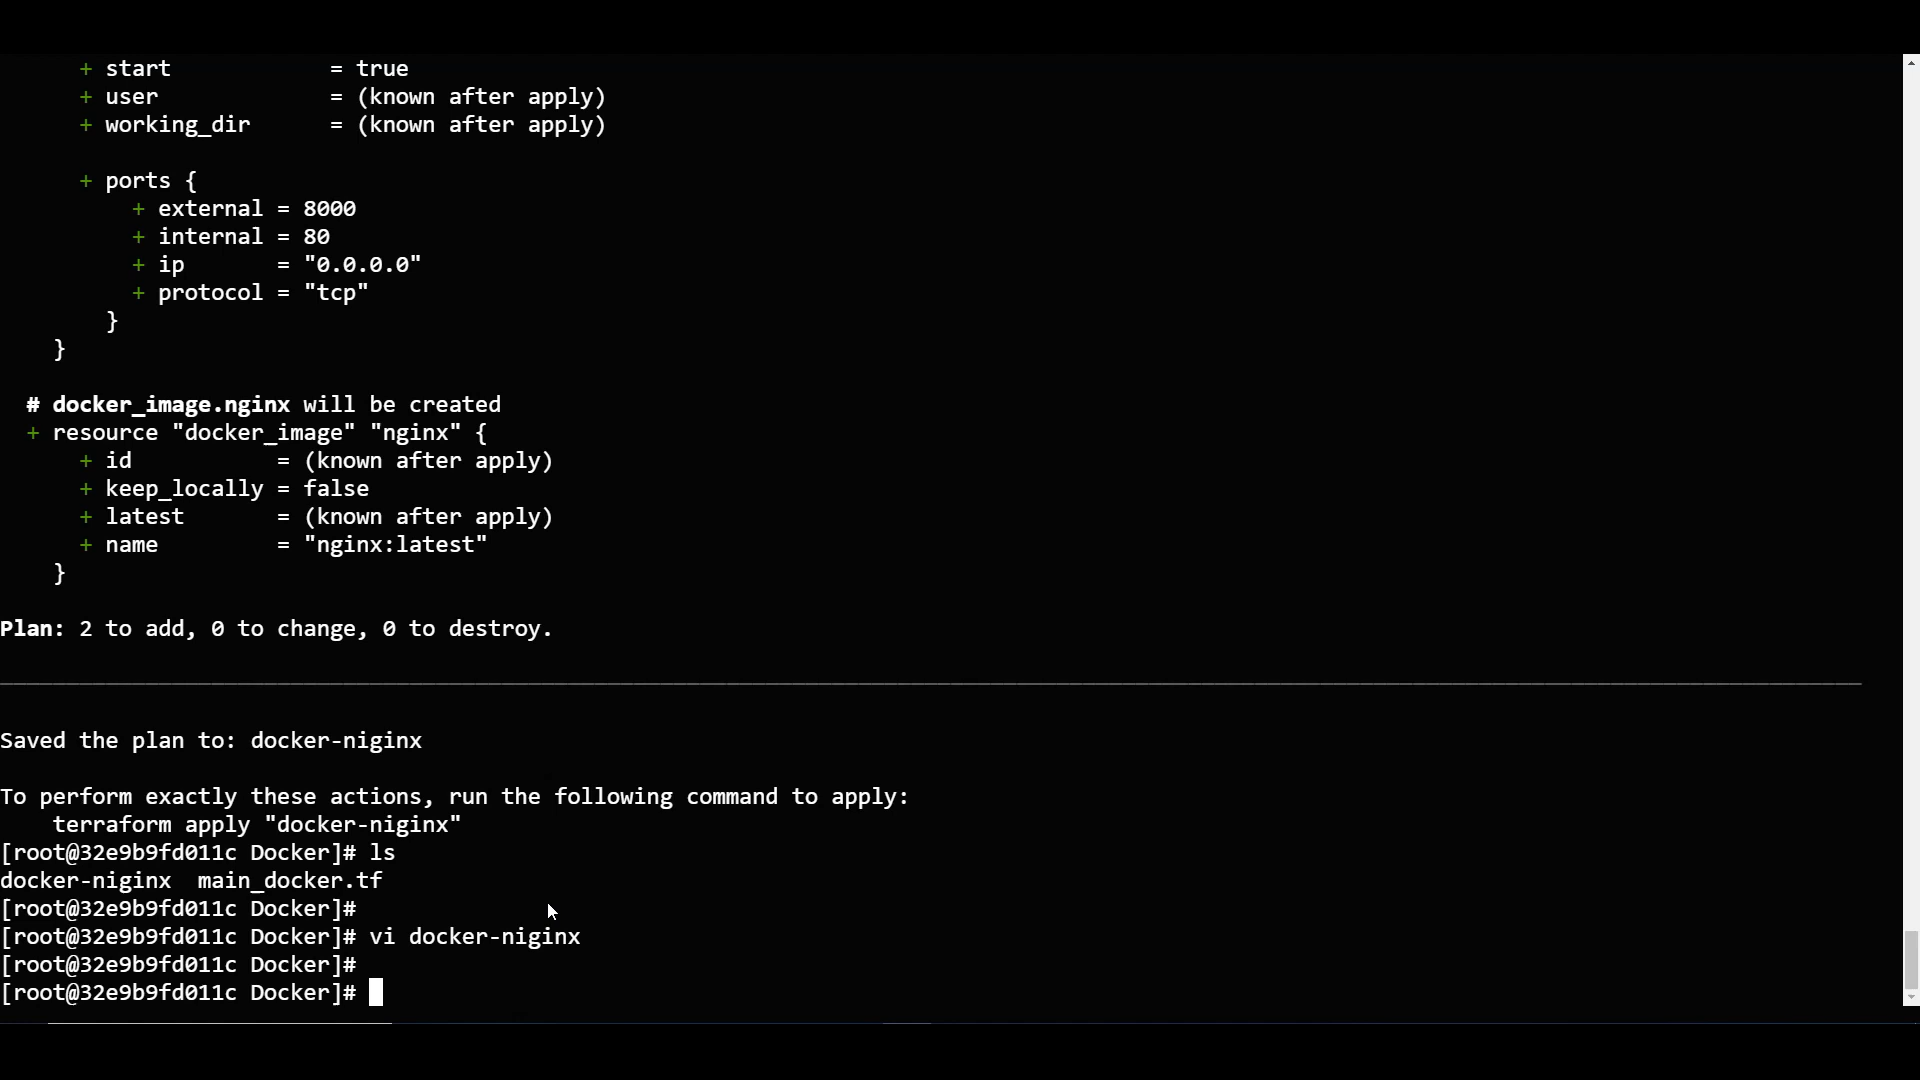 + start            = true
+ user             = (known after apply)
+ working_dir      = (known after apply)
+ ports {
+ external = 8000
+ internal = 80
+ ip       = "0.0.0.0"
+ protocol = "tcp"
}
}
# docker_image.nginx will be created
+ resource "docker_image" "nginx" {
+ id           = (known after apply)
+ keep_locally = false
+ latest       = (known after apply)
+ name         = "nginx:latest"
}
Plan: 2 to add, 0 to change, 0 to destroy.
Saved the plan to: docker-niginx
To perform exactly these actions, run the following command to apply:
terraform apply "docker-niginx"
[root@32e9b9fd011c Docker]# ls
docker-niginx  main_docker.tf
[root@32e9b9fd011c Docker]#
[root@32e9b9fd011c Docker]# vi docker-niginx
[root@32e9b9fd011c Docker]#
[root@32e9b9fd011c Docker]#